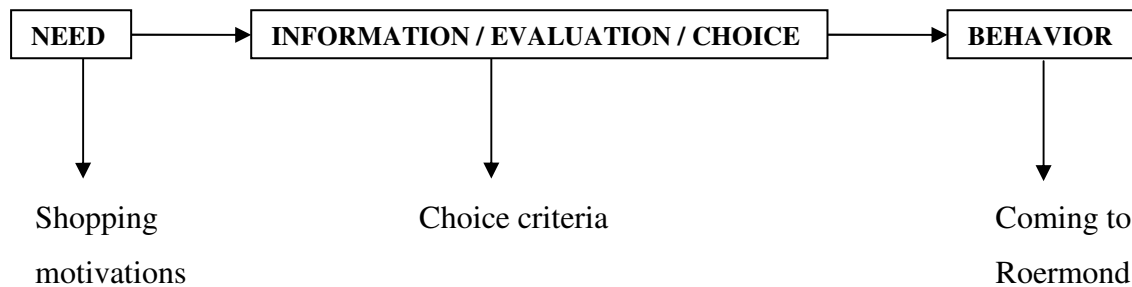 NEED
INFORMATION / EVALUATION / CHOICE
BEHAVIOR
Shopping
motivations
Choice criteria
Coming to
Roermond